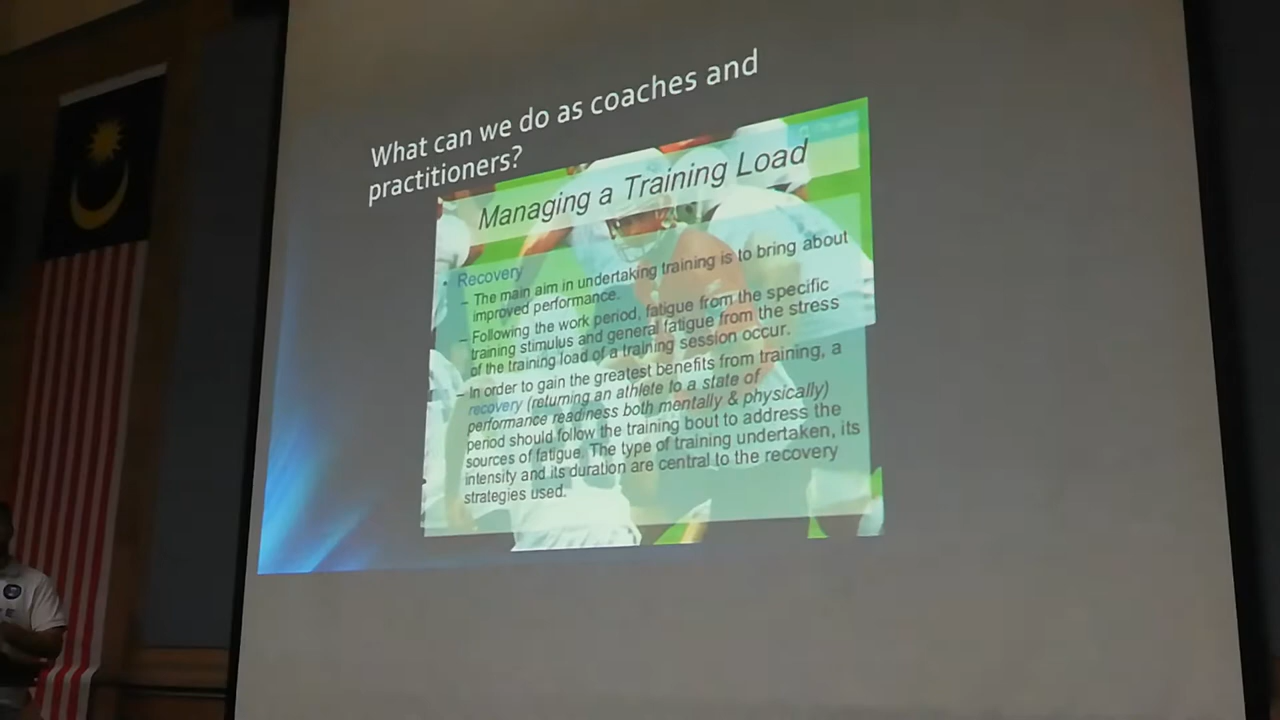 What can we do as coaches and
practitioners?
Managing a Training Load
• Recovery
– The main aim in undertaking training is to bring about
improved performance.
– Following the work period, fatigue from the specific
training stimulus and general fatigue from the stress
of the training load of a training session occur.
– In order to gain the greatest benefits from training, a
recovery (returning an athlete to a state of
performance readiness both mentally & physically)
period should follow the training bout to address the
sources of fatigue. The type of training undertaken, its
intensity and its duration are central to the recovery
strategies used.